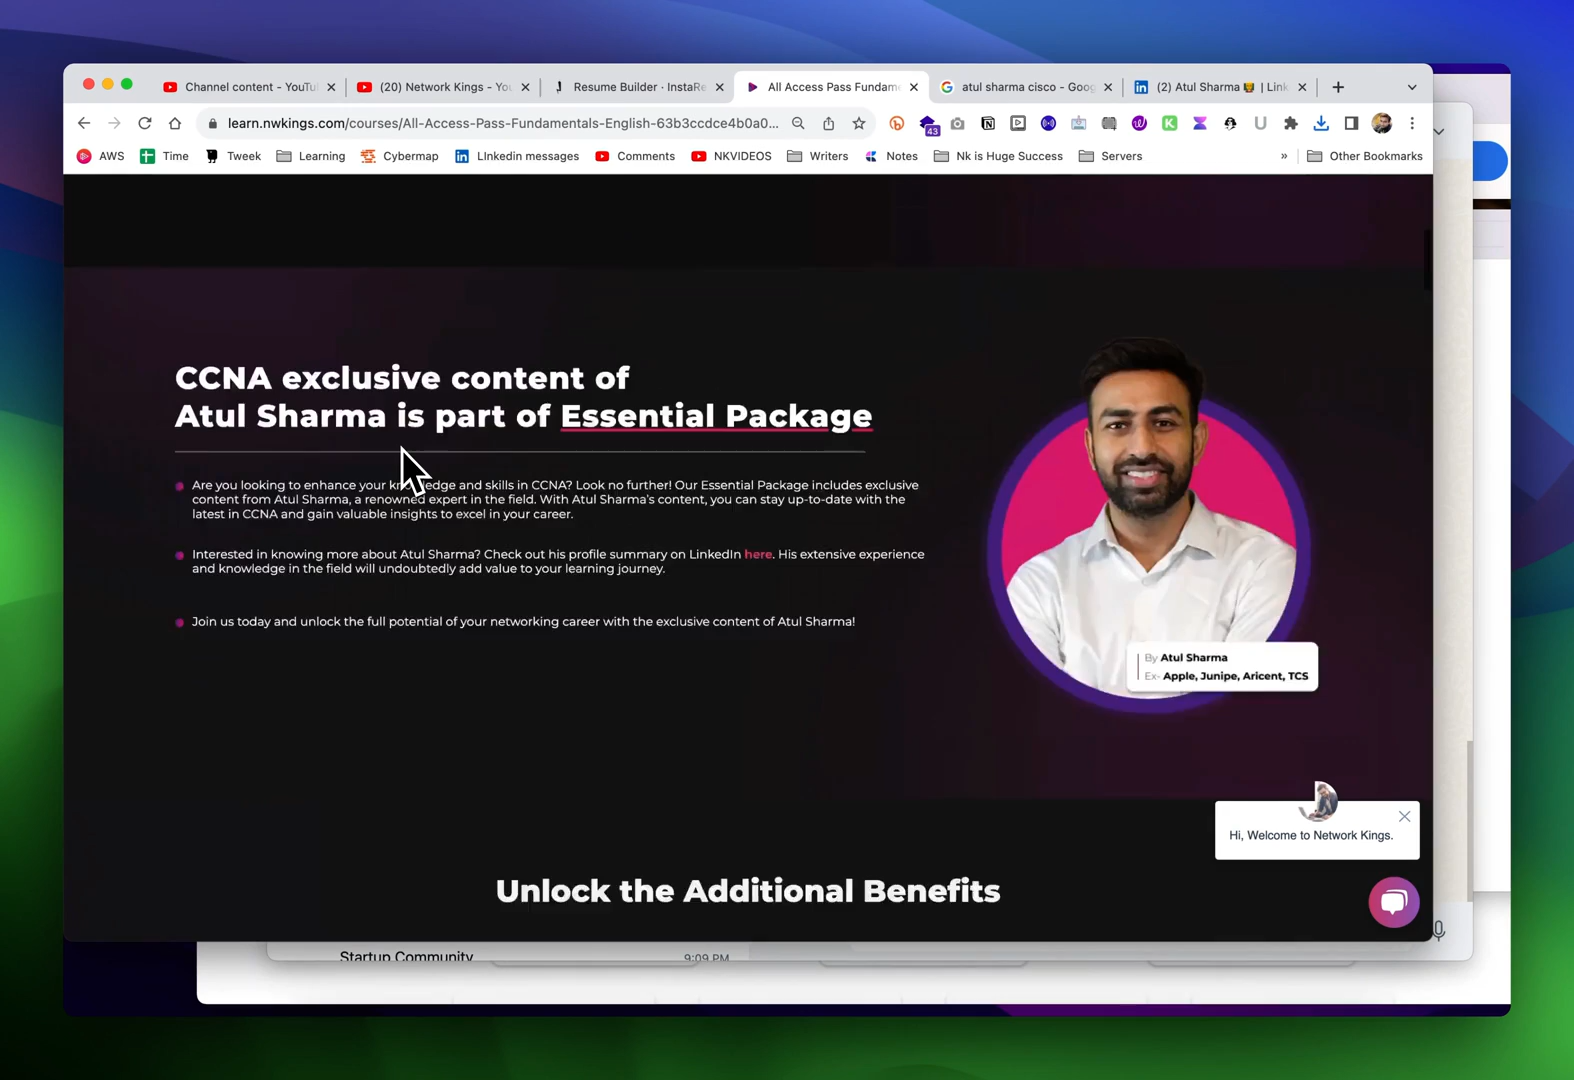 Channel content - YouTu
(20) Network Kings - Yo
Resume Builder · InstaRe
All Access Pass Fundam
atul sharma cisco - Goog
(2) Atul Sharma 🦁 | Link
learn.nwkings.com/courses/All-Access-Pass-Fundamentals-English-63b3ccdce4b0a0...
43
AWS
Time
Tweek
Learning
Cybermap
LInkedin messages
Comments
NKVIDEOS
Writers
Notes
Nk is Huge Success
Servers
»
Other Bookmarks
CCNA exclusive content of
Atul Sharma is part of Essential Package
Are you looking to enhance your knowledge and skills in CCNA? Look no further! Our Essential Package includes exclusive
content from Atul Sharma, a renowned expert in the field. With Atul Sharma's content, you can stay up-to-date with the
latest in CCNA and gain valuable insights to excel in your career.
Interested in knowing more about Atul Sharma? Check out his profile summary on LinkedIn here. His extensive experience
and knowledge in the field will undoubtedly add value to your learning journey.
Join us today and unlock the full potential of your networking career with the exclusive content of Atul Sharma!
By Atul Sharma
Ex- Apple, Junipe, Aricent, TCS
Hi, Welcome to Network Kings.
Unlock the Additional Benefits
Startup Community
9:09 PM